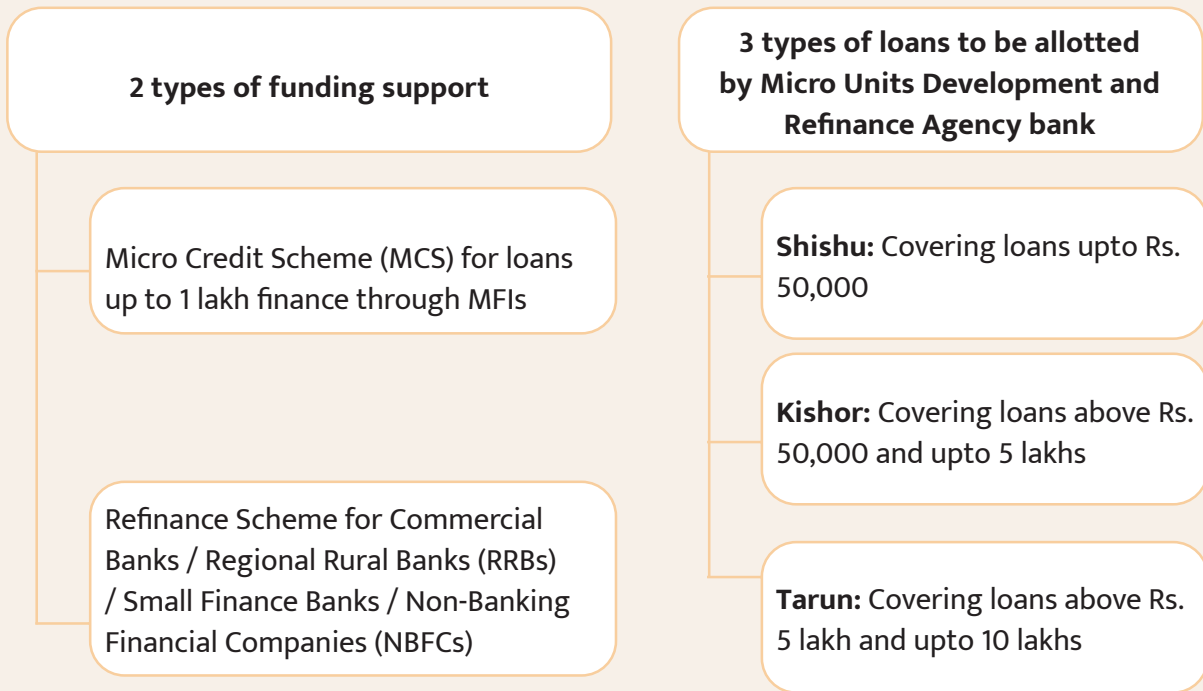 2 types of funding support
Micro Credit Scheme (MCS) for loans
up to 1 lakh finance through MFIs
Refinance Scheme for Commercial
Banks / Regional Rural Banks (RRBs)
/ Small Finance Banks / Non-Banking
Financial Companies (NBFCs)
3 types of loans to be allotted
by Micro Units Development and
Refinance Agency bank
Shishu: Covering loans upto Rs.
50,000
Kishor: Covering loans above Rs.
50,000 and upto 5 lakhs
Tarun: Covering loans above Rs.
5 lakh and upto 10 lakhs